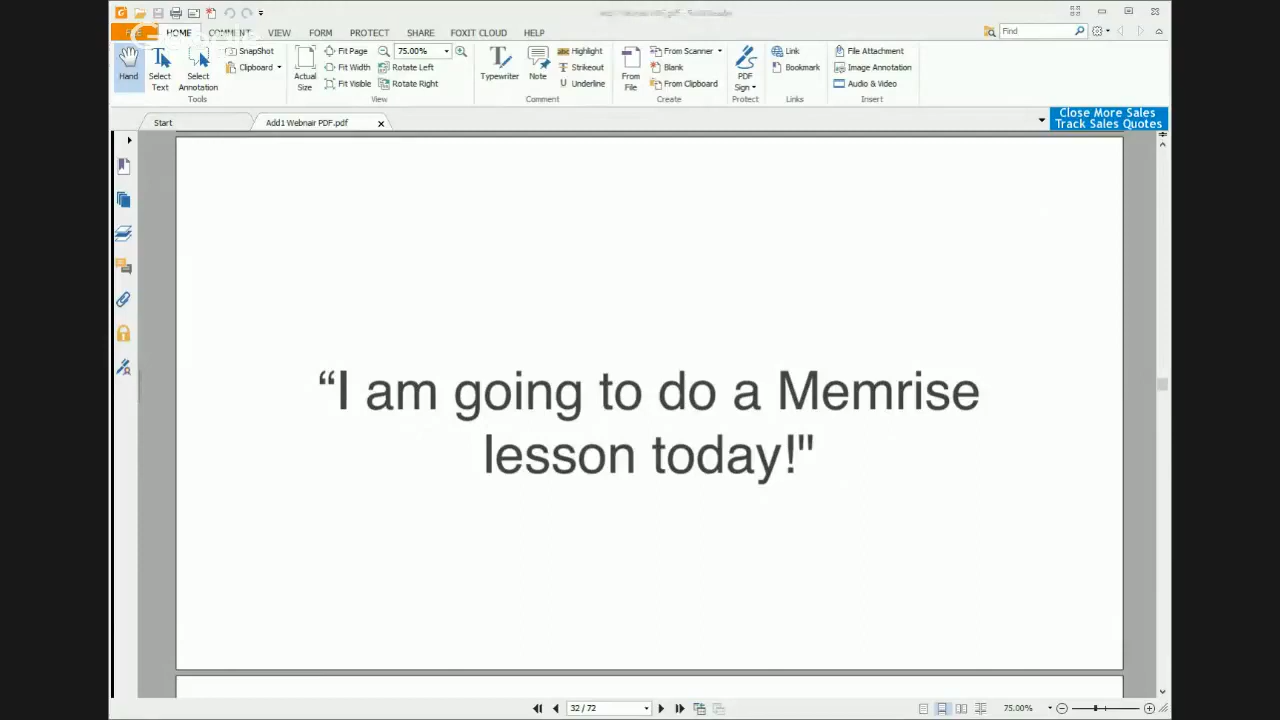 HOME COMMENT VIEW FORM PROTECT SHARE FOXIT CLOUD HELP
Find
Hand
Select
Text
Select
Annotation
SnapShot
Clipboard
Tools
Actual
Size
Fit Page
Fit Width
Fit Visible
75.00%
Rotate Left
Rotate Right
View
Typewriter
Note
Highlight
Strikeout
Underline
Comment
From
File
From Scanner
Blank
From Clipboard
Create
PDF
Sign
Protect
Link
Bookmark
Links
File Attachment
Image Annotation
Audio & Video
Insert
Start
Add1 Webnair PDF.pdf
Close More Sales
Track Sales Quotes
“I am going to do a Memrise
lesson today!"
32 / 72
75.00%